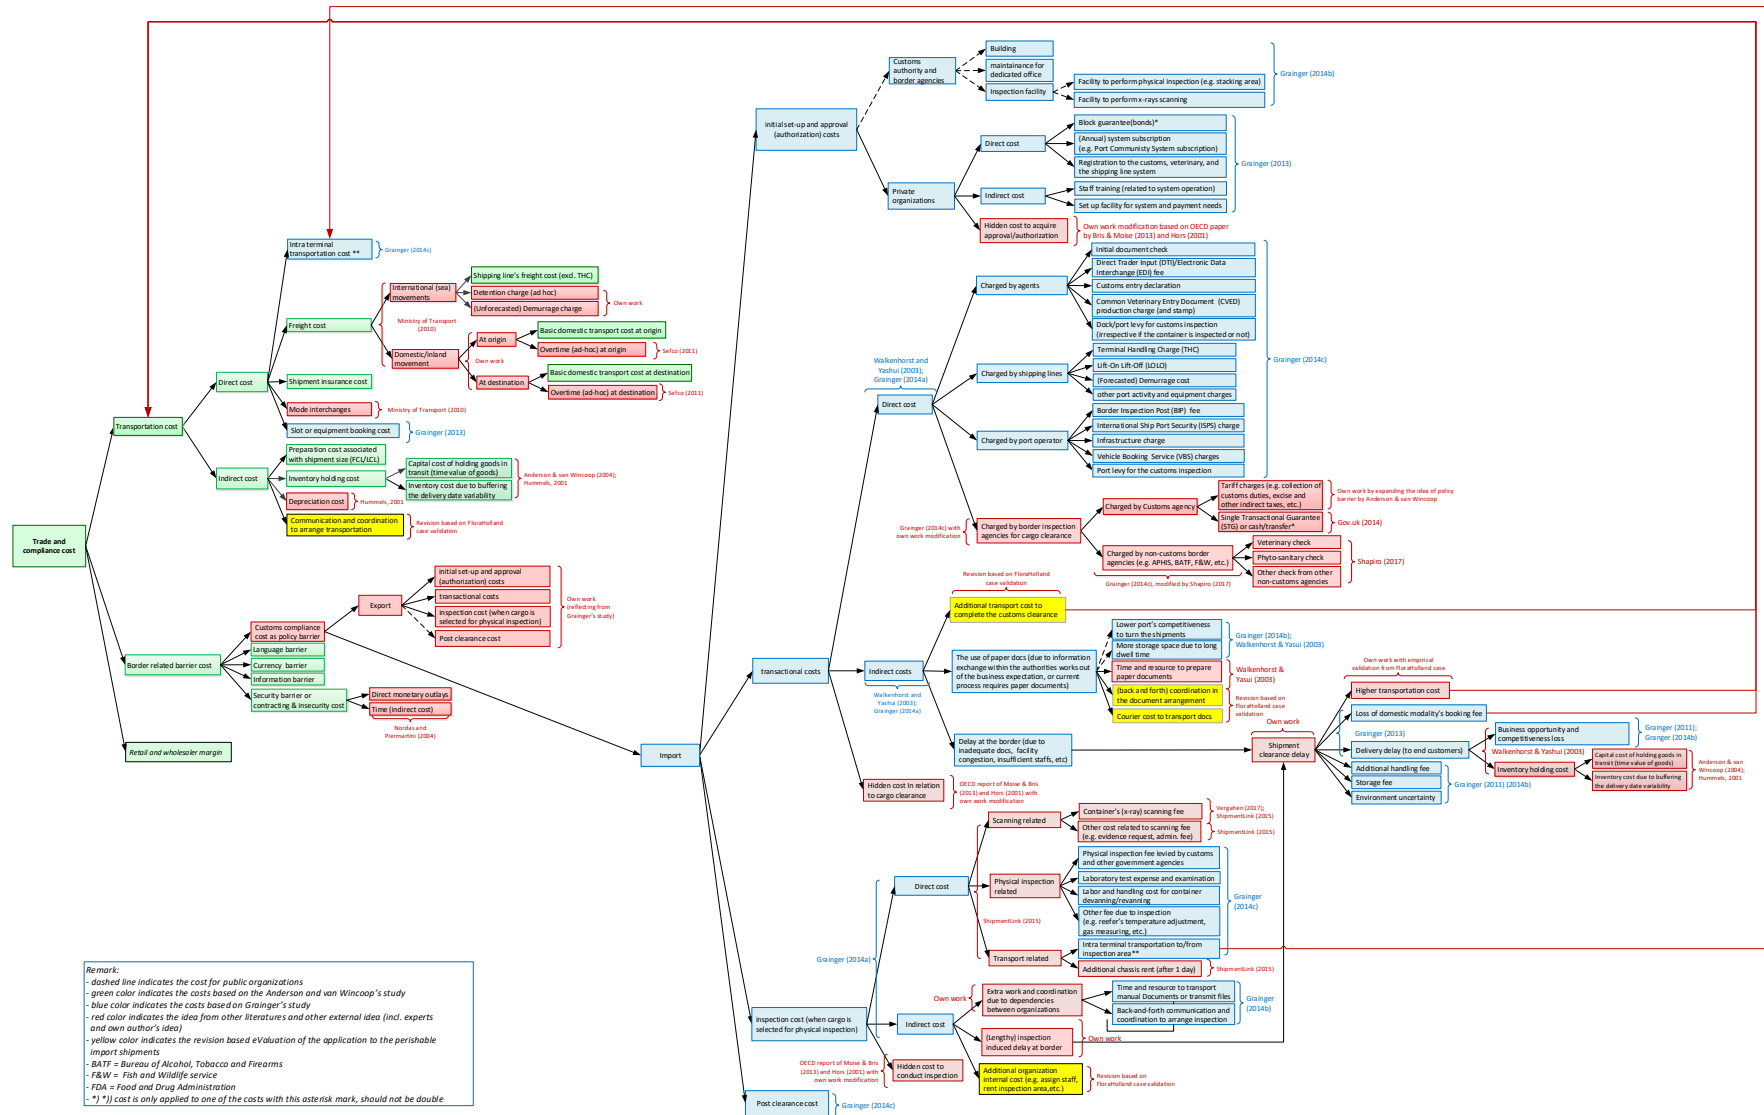 Trade and
compliance cost
Transportation cost
Direct cost
Intra terminal
transportation cost **
Grainger (2014c)
Freight cost
Ministry of Transport
(2010)
International (sea)
movements
Shipping line's freight cost (excl. THC)
Detention charge (ad hoc)
(Unforecasted) Demurrage charge
Own work
Domestic/inland
movement
Own work
At origin
Basic domestic transport cost at origin
Overtime (ad-hoc) at origin
Sefco (2011)
At destination
Basic domestic transport cost at destination
Overtime (ad-hoc) at destination
Sefco (2011)
Shipment insurance cost
Mode interchanges
Ministry of Transport (2010)
Slot or equipment booking cost
Grainger (2013)
Indirect cost
Preparation cost associated
with shipment size (FCL/LCL)
Inventory holding cost
Capital cost of holding goods in
transit (time value of goods)
Inventory cost due to buffering
the delivery date variability
Anderson & van Wincoop (2004);
Hummels, 2001
Depreciation cost
Hummels, 2001
Communication and coordination
to arrange transportation
Revision based on FloraHolland
case validation
Border related barrier cost
Customs compliance
cost as policy barrier
Language barrier
Currency barrier
Information barrier
Security barrier or
contracting & insecurity cost
Direct monetary outlays
Time (indirect cost)
Nordas and
Piermartini (2004)
Export
initial set-up and approval
(authorization) costs
transactional costs
inspection cost (when cargo is
selected for physical inspection)
Post clearance cost
Own work
(reflecting from
Grainger's study)
Retail and wholesaler margin
Import
initial set-up and approval
(authorization) costs
Customs
authority and
border agencies
Building
maintainance for
dedicated office
Inspection facility
Facility to perform physical inspection (e.g. stacking area)
Facility to perform x-rays scanning
Grainger (2014b)
Private
organizations
Direct cost
Block guarantee(bonds)*
(Annual) system subscription
(e.g. Port Communisty System subscription)
Registration to the customs, veterinary, and
the shipping line system
Indirect cost
Staff training (related to system operation)
Set up facility for system and payment needs
Grainger (2013)
Hidden cost to acquire
approval/authorization
Own work modification based on OECD paper
by Bris & Moise (2013) and Hors (2001)
transactional costs
Walkenhorst and
Yashui (2003);
Grainger (2014a)
Direct cost
Charged by agents
Initial document check
Direct Trader Input (DTI)/Electronic Data
Interchange (EDI) fee
Customs entry declaration
Common Veterinary Entry Document (CVED)
production charge (and stamp)
Dock/port levy for customs inspection
(irrespective if the container is inspected or not)
Charged by shipping lines
Terminal Handling Charge (THC)
Lift-On Lift-Off (LOLO)
(Forecasted) Demurrage cost
other port activity and equipment charges
Charged by port operator
Border Inspection Post (BIP) fee
International Ship Port Security (ISPS) charge
Infrastructure charge
Vehicle Booking Service (VBS) charges
Port levy for the customs inspection
Grainger (2014c)
Grainger (2014c) with
own work modification
Charged by border inspection
agencies for cargo clearance
Charged by Customs agency
Tariff charges (e.g. collection of
customs duties, excise and
other indirect taxes, etc.)
Own work by expanding the idea of policy
barrier by Anderson & van Wincoop
Single Transactional Guarantee
(STG) or cash/transfer*
Gov.uk (2014)
Charged by non-customs border
agencies (e.g. APHIS, BATF, F&W, etc.)
Grainger (2014c), modified by Shapiro (2017)
Veterinary check
Phyto-sanitary check
Other check from other
non-customs agencies
Shapiro (2017)
Indirect costs
Walkenhorst and
Yashui (2003);
Grainger (2014a)
Revision based on FloraHolland
case validation
Additional transport cost to
complete the customs clearance
The use of paper docs (due to information
exchange within the authorities works out
of the business expectation, or current
process requires paper documents)
Lower port's competitiveness
to turn the shipments
More storage space due to long
dwell time
Grainger (2014b);
Walkenhorst & Yasui (2003)
Time and resource to prepare
paper documents
Walkenhorst &
Yasui (2003)
(back and forth) coordination in
the document arrangement
Courier cost to transport docs
Revision based on
FloraHolland case
validation
Delay at the border (due to
inadequate docs, facility
congestion, insufficient staffs, etc)
Own work
Shipment
clearance delay
Own work with empirical
validation from FloraHolland case
Higher transportation cost
Loss of domestic modality's booking fee
Grainger (2013)
Delivery delay (to end customers)
Business opportunity and
competitiveness loss
Grainger (2011);
Granger (2014b)
Walkenhorst & Yashui (2003)
Inventory holding cost
Capital cost of holding goods in
transit (time value of goods)
Inventory cost due to buffering
the delivery date variability
Anderson & van
Wincoop (2004);
Hummels, 2001
Additional handling fee
Storage fee
Environment uncertainty
Grainger (2011) (2014b)
Hidden cost in relation
to cargo clearance
OECD report of Moise & Bris
(2013) and Hors (2001) with
own work modification
inspection cost (when cargo is
selected for physical inspection)
Grainger (2014a)
Direct cost
ShipmentLink (2015)
Scanning related
Container's (x-ray) scanning fee
Vergahen (2017);
ShipmentLink (2015)
Other cost related to scanning fee
(e.g. evidence request, admin. fee)
ShipmentLink (2015)
Physical inspection
related
Physical inspection fee levied by customs
and other government agencies
Laboratory test expense and examination
Labor and handling cost for container
devanning/revanning
Other fee due to inspection
(e.g. reefer's temperature adjustment,
gas measuring, etc.)
Grainger
(2014c)
Transport related
Intra terminal transportation to/from
inspection area**
Additional chassis rent (after 1 day)
ShipmentLink (2015)
Indirect cost
Own work
Extra work and coordination
due to dependencies
between organizations
Time and resource to transport
manual Documents or transmit files
Back-and-forth communication and
coordination to arrange inspection
Grainger
(2014b)
(Lengthy) inspection
induced delay at border
Own work
Additional organization
internal cost (e.g. assign staff,
rent inspection area,etc.)
Revision based on
FloraHolland case validation
OECD report of Moise & Bris
(2013) and Hors (2001) with
own work modification
Hidden cost to
conduct inspection
Post clearance cost
Grainger (2014c)
Remark:
- dashed line indicates the cost for public organizations
- green color indicates the costs based on the Anderson and van Wincoop's study
- blue color indicates the costs based on Grainger's study
- red color indicates the idea from other literatures and other external idea (incl. experts
and own author's idea)
- yellow color indicates the revision based eValuation of the application to the perishable
import shipments
- BATF = Bureau of Alcohol, Tobacco and Firearms
- F&W = Fish and Wildlife service
- FDA = Food and Drug Administration
- *) *)) cost is only applied to one of the costs with this asterisk mark, should not be double